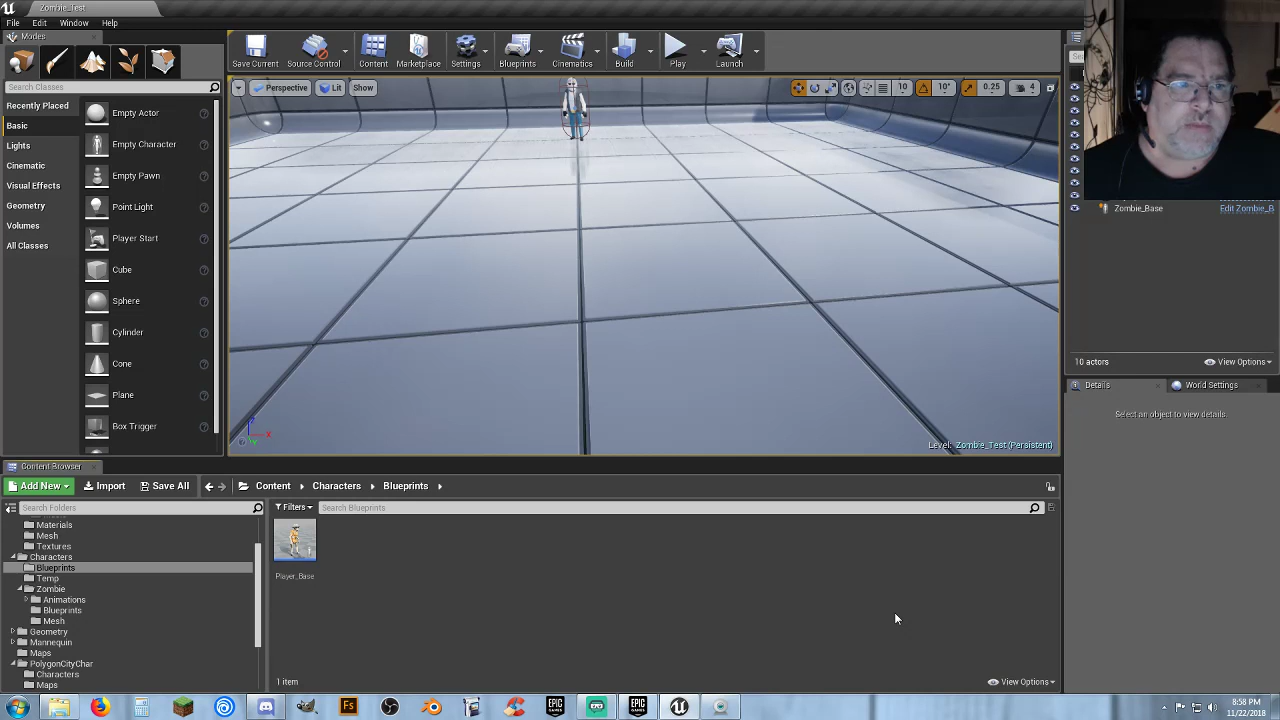 Zombie_Test
File Edit Window Help
Modes
Search Classes
Recently Placed
Basic
Lights
Cinematic
Visual Effects
Geometry
Volumes
All Classes
Empty Actor
Empty Character
Empty Pawn
Point Light
Player Start
Cube
Sphere
Cylinder
Cone
Plane
Box Trigger
Save Current Source Control Content Marketplace Settings Blueprints Cinematics Build Play Launch
Perspective Lit Show 10 10° 0.25 4
X
Y
Z
Level: Zombie_Test (Persistent)
Zombie_Base Edit Zombie_B
10 actors View Options
Details World Settings
Select an object to view details.
Content Browser
Add New Import Save All Content Characters Blueprints
Search Folders
Filters Search Blueprints
Materials
Mesh
Textures
Characters
Blueprints
Temp
Zombie
Animations
Blueprints
Mesh
Geometry
Mannequin
Maps
PolygonCityChar
Characters
Maps
Player_Base
1 item View Options
Fs
EPIC GAMES
EPIC GAMES
8:58 PM
11/22/2018